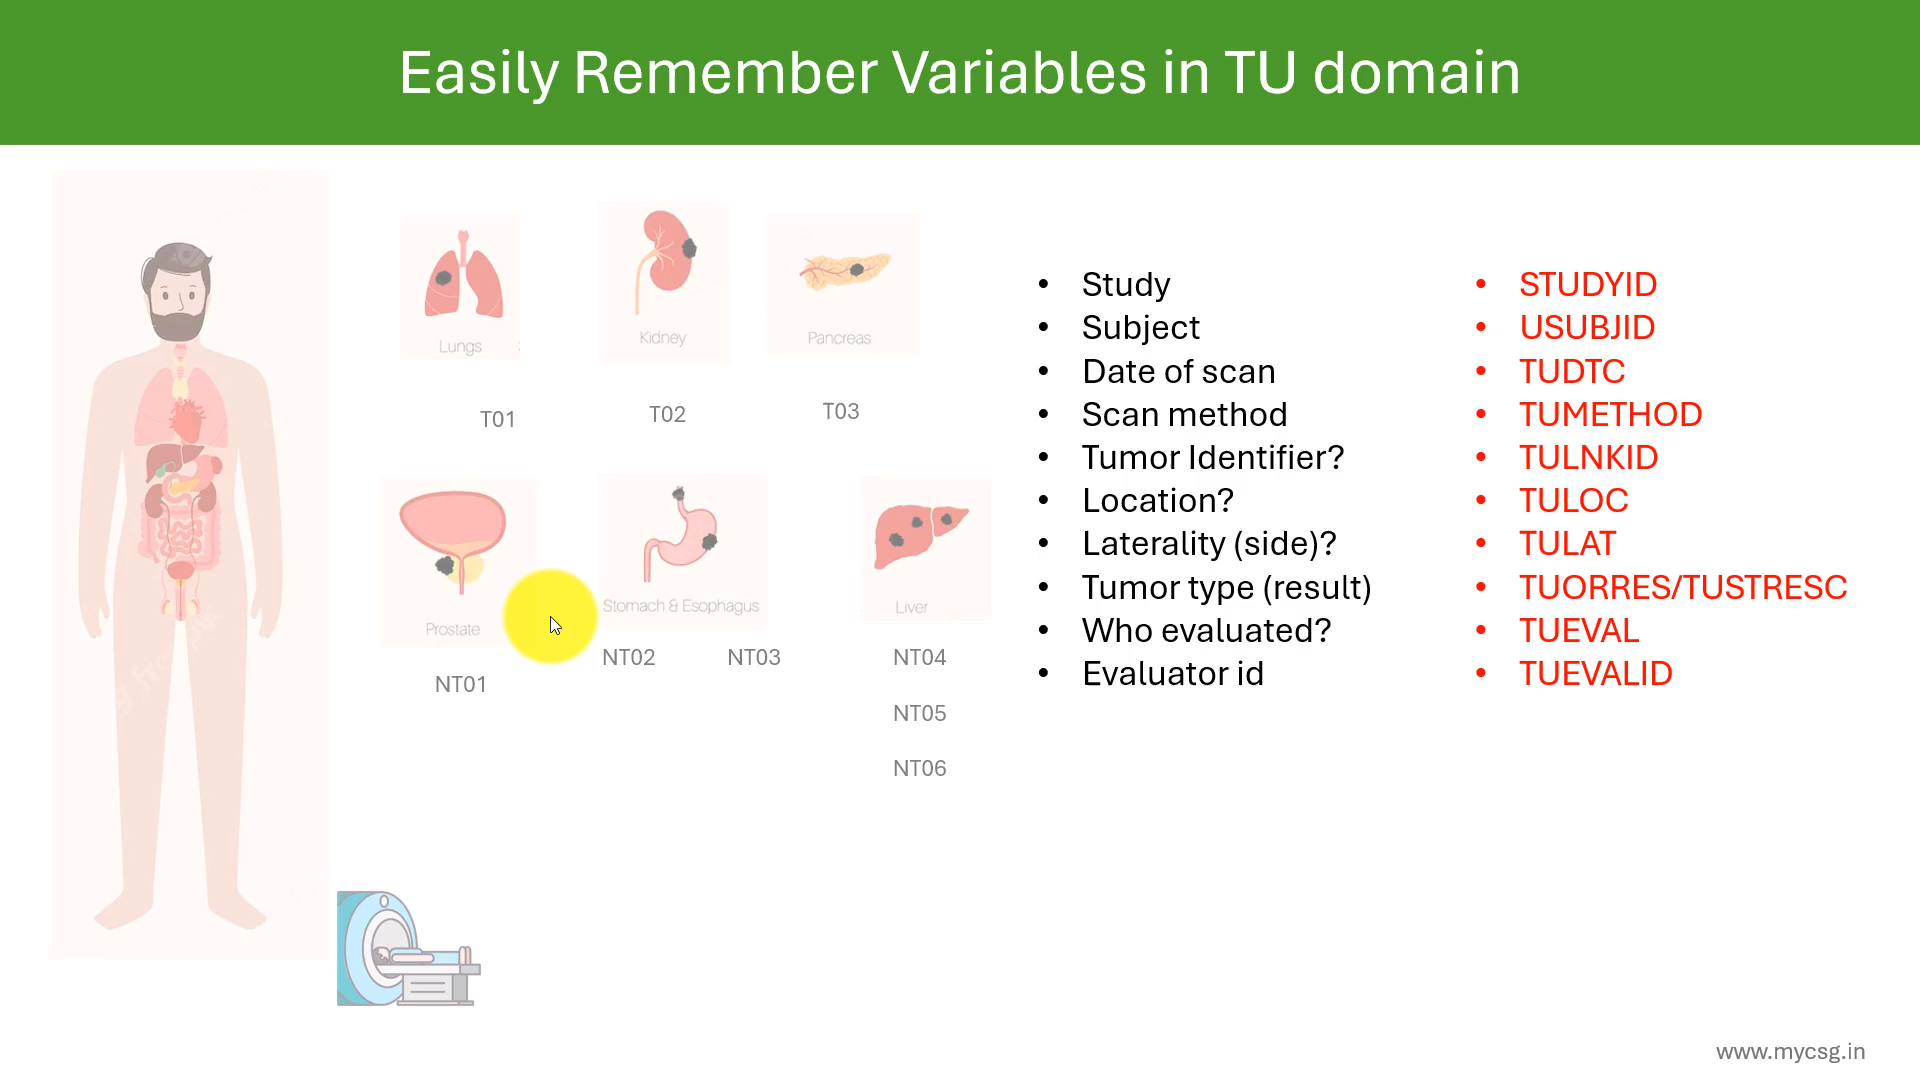 Easily Remember Variables in TU domain
Lungs
Kidney
Pancreas
T01
T02
T03
Prostate
Stomach & Esophagus
Liver
NT01
NT02
NT03
NT04
NT05
NT06
• Study
• Subject
• Date of scan
• Scan method
• Tumor Identifier?
• Location?
• Laterality (side)?
• Tumor type (result)
• Who evaluated?
• Evaluator id
• STUDYID
• USUBJID
• TUDTC
• TUMETHOD
• TULNKID
• TULOC
• TULAT
• TUORRES/TUSTRESC
• TUEVAL
• TUEVALID
www.mycsg.in